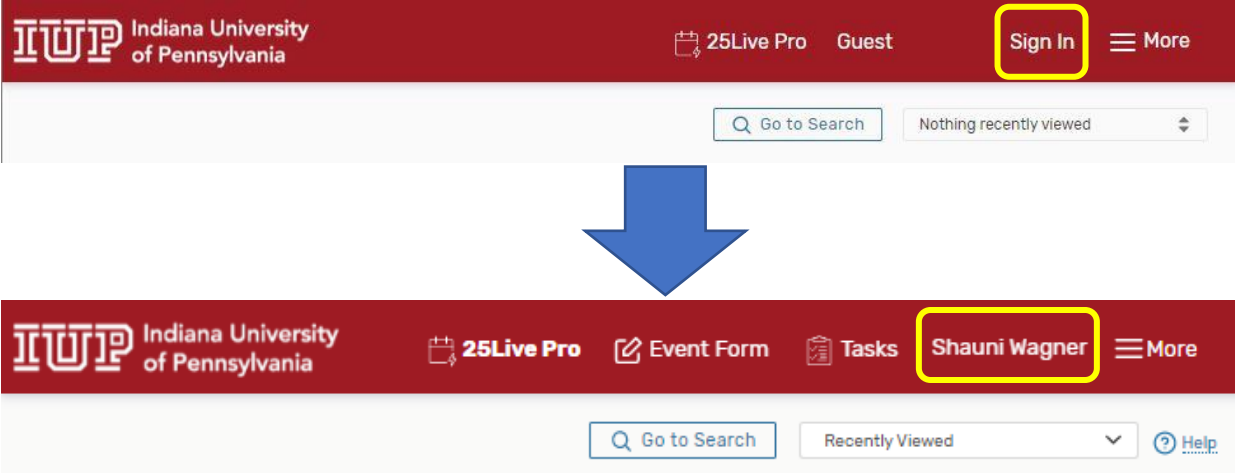 IUP Indiana University
of Pennsylvania
25Live Pro Guest Sign In More
Go to Search Nothing recently viewed
IUP Indiana University
of Pennsylvania
25Live Pro Event Form Tasks Shauni Wagner More
Go to Search Recently Viewed ? Help